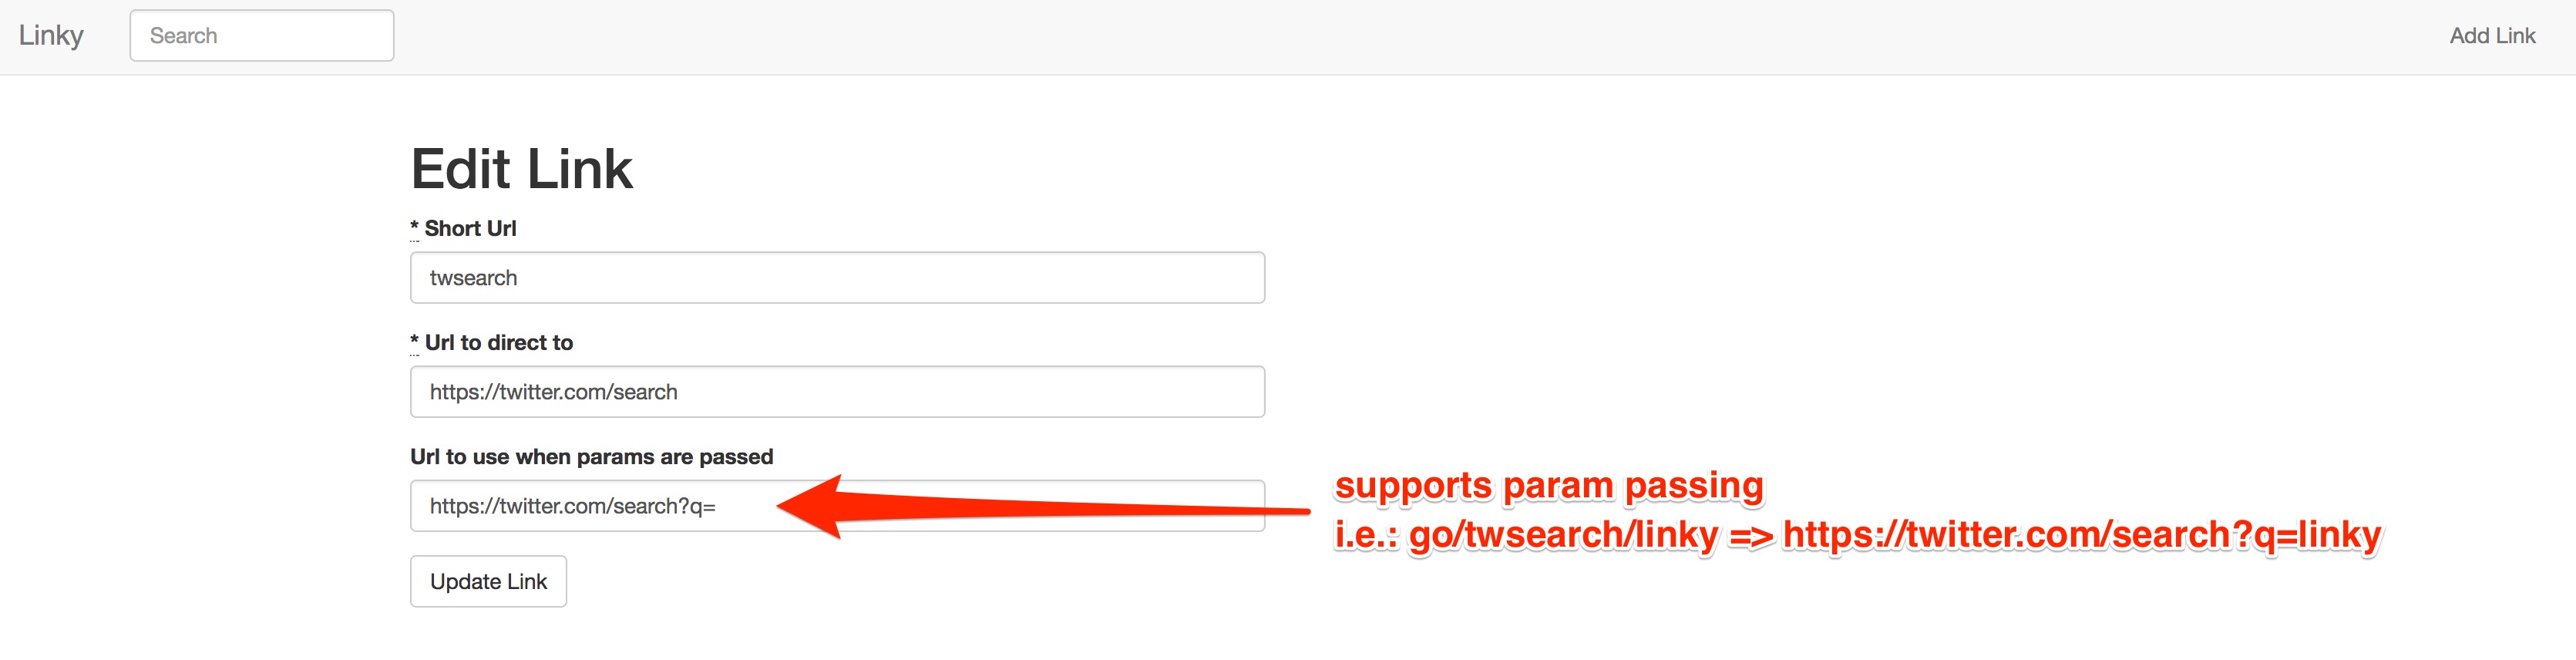 Linky
Search
Add Link
Edit Link
* Short Url
twsearch
* Url to direct to
https://twitter.com/search
Url to use when params are passed
https://twitter.com/search?q=
supports param passing
i.e.: go/twsearch/linky => https://twitter.com/search?q=linky
Update Link